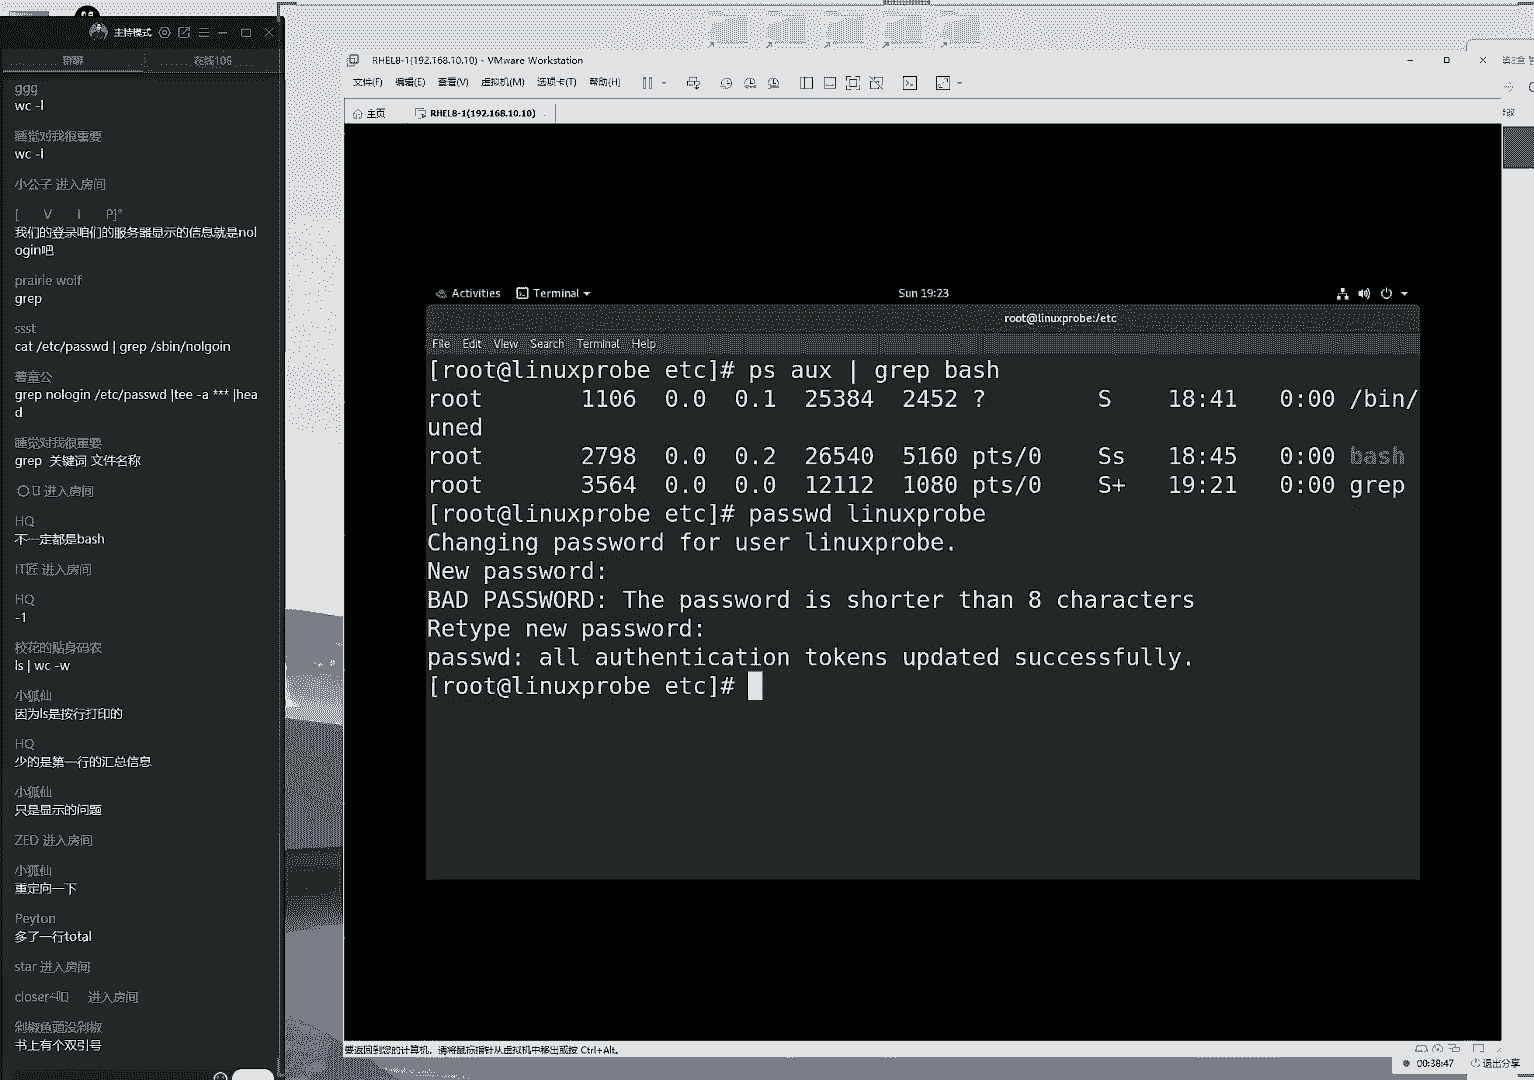 主持模式
群聊
在线106
ggg
wc -l
睡觉对我很重要
wc -l
小公子 进入房间
[ V I P]°
我们的登录咱们的服务器显示的信息就是nol
ogin吧
prairie wolf
grep
ssst
cat /etc/passwd | grep /sbin/nolgoin
薯童公
grep nologin /etc/passwd |tee -a *** |hea
d
睡觉对我很重要
grep 关键词 文件名称
进入房间
HQ
不一定都是bash
IT匠 进入房间
HQ
-1
校花的贴身码农
ls | wc -w
小狐仙
因为ls是按行打印的
HQ
少的是第一行的汇总信息
小狐仙
只是显示的问题
ZED 进入房间
小狐仙
重定向一下
Peyton
多了一行total
star 进入房间
进入房间
剁椒鱼頭没剁椒
书上有个双引号
RHEL8-1(192.168.10.10) - VMware Workstation
文件(F) 编辑(E) 查看(V) 虚拟机(M) 选项卡(T) 帮助(H)
主页
RHEL8-1(192.168.10.10)
Activities Terminal Sun 19:23
root@linuxprobe:/etc
File Edit View Search Terminal Help
[root@linuxprobe etc]# ps aux | grep bash
root 1106 0.0 0.1 25384 2452 ? S 18:41 0:00 /bin/
uned
root 2798 0.0 0.2 26540 5160 pts/0 Ss 18:45 0:00 bash
root 3564 0.0 0.0 12112 1080 pts/0 S+ 19:21 0:00 grep
[root@linuxprobe etc]# passwd linuxprobe
Changing password for user linuxprobe.
New password:
BAD PASSWORD: The password is shorter than 8 characters
Retype new password:
passwd: all authentication tokens updated successfully.
[root@linuxprobe etc]#
要返回到您的计算机，请将鼠标指针从虚拟机中移出或按 Ctrl+Alt。
00:38:47 退出分享